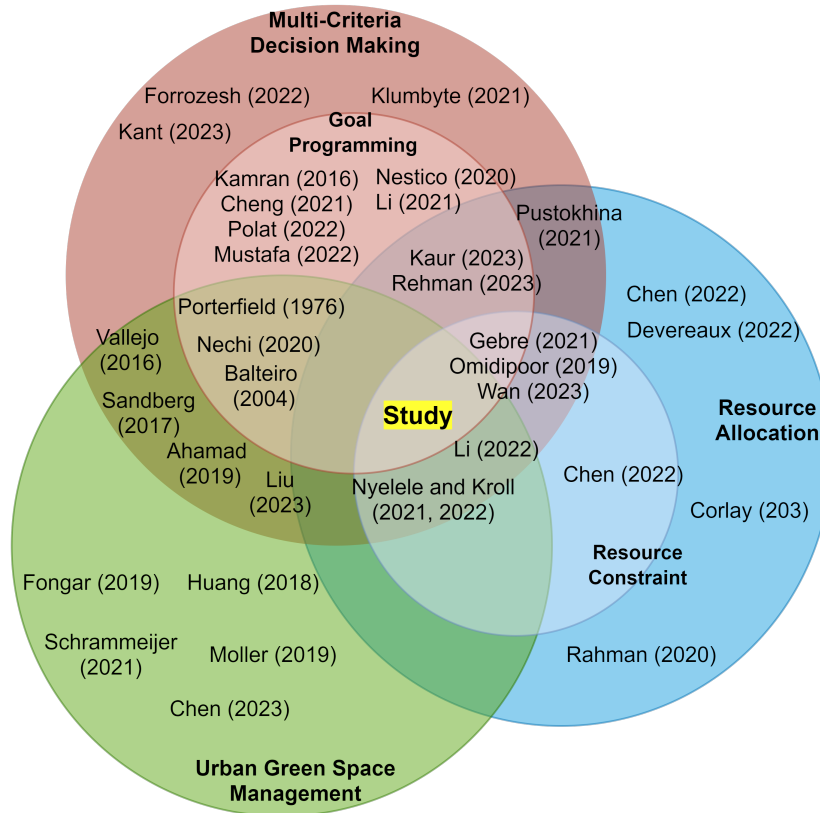 Multi-Criteria
Decision Making
Forrozesh (2022)
Klumbyte (2021)
Kant (2023)
Goal
Programming
Kamran (2016)
Cheng (2021)
Polat (2022)
Mustafa (2022)
Nestico (2020)
Li (2021)
Pustokhina
(2021)
Kaur (2023)
Rehman (2023)
Chen (2022)
Devereaux (2022)
Porterfield (1976)
Nechi (2020)
Balteiro
(2004)
Vallejo
(2016)
Sandberg
(2017)
Ahamad
(2019)
Liu
(2023)
Gebre (2021)
Omidipoor (2019)
Wan (2023)
Study
Li (2022)
Nyelele and Kroll
(2021, 2022)
Resource
Allocation
Chen (2022)
Corlay (203)
Resource
Constraint
Rahman (2020)
Fongar (2019)
Huang (2018)
Schrammeijer
(2021)
Moller (2019)
Chen (2023)
Urban Green Space
Management